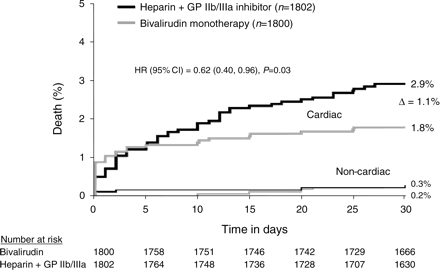 Heparin + GP IIb/IIIa inhibitor (n=1802)
Bivalirudin monotherapy (n=1800)
HR (95% CI) = 0.62 (0.40, 0.96), P=0.03
5
4
3
2
1
0
Death (%)
2.9%
Δ = 1.1%
Cardiac
1.8%
Non-cardiac
0.3%
0.2%
0 5 10 15 20 25 30
Time in days
Number at risk
Bivalirudin 1800 1758 1751 1746 1742 1729 1666
Heparin + GP IIb/IIIa 1802 1764 1748 1736 1728 1707 1630